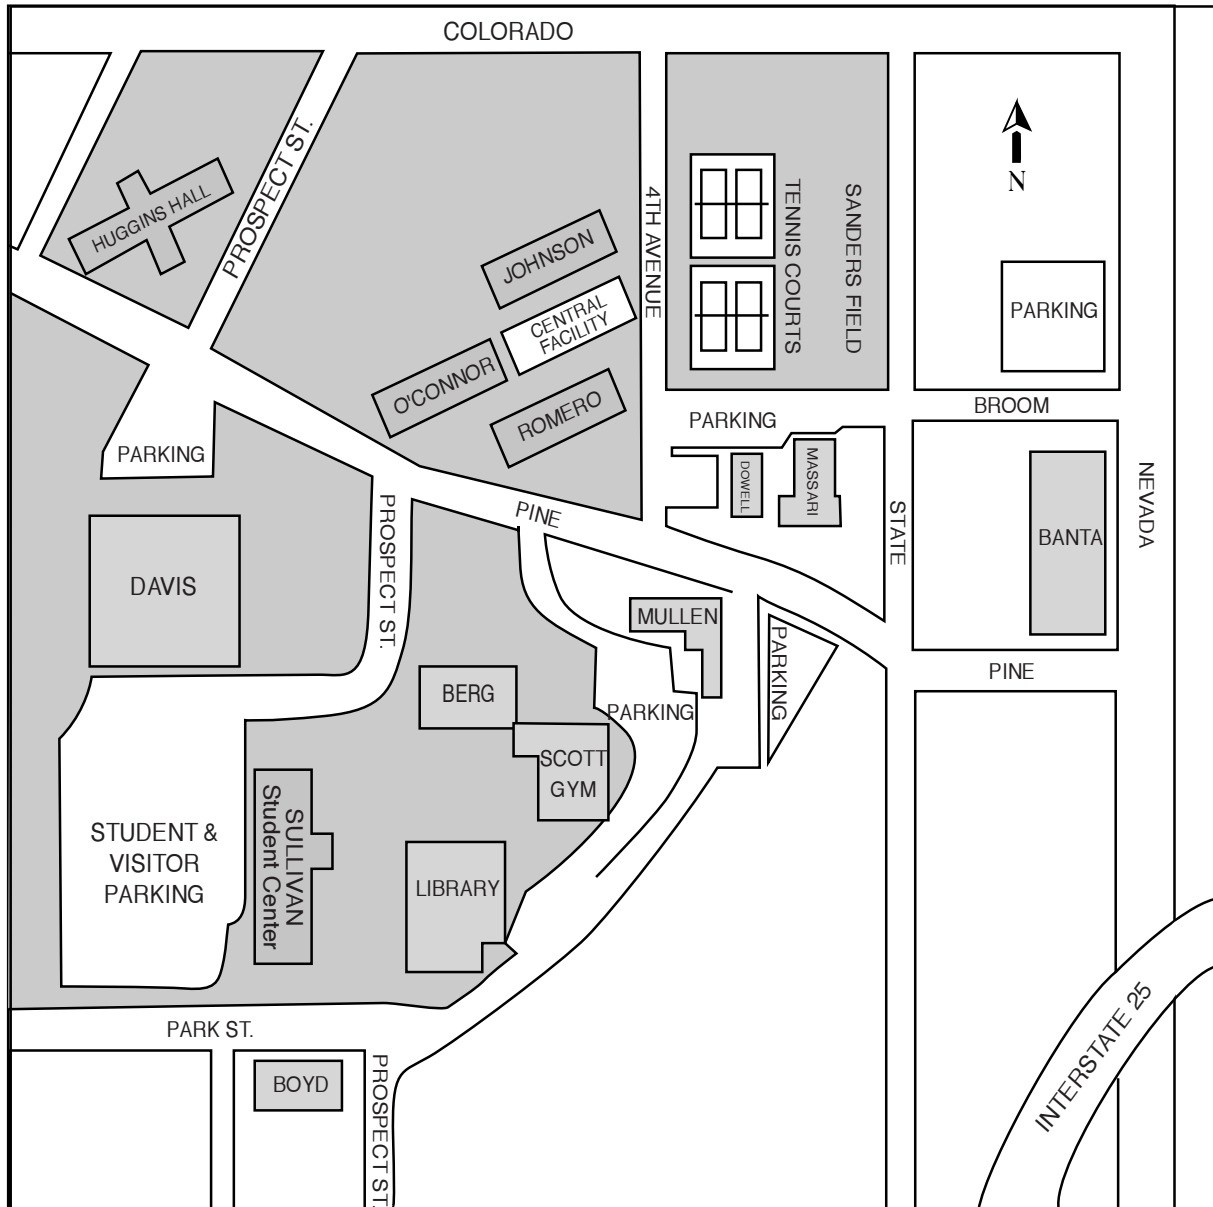 COLORADO
HUGGINS HALL
PROSPECT ST.
JOHNSON
CENTRAL
FACILITY
O'CONNOR
ROMERO
4TH AVENUE
TENNIS COURTS
SANDERS FIELD
N
PARKING
BROOM
PARKING
DOWELL
MASSARI
STATE
BANTA
NEVADA
PARKING
PINE
PROSPECT ST.
DAVIS
MULLEN
PARKING
PINE
BERG
PARKING
SCOTT
GYM
STUDENT &
VISITOR
PARKING
SULLIVAN
Student Center
LIBRARY
PARK ST.
BOYD
PROSPECT ST.
INTERSTATE 25